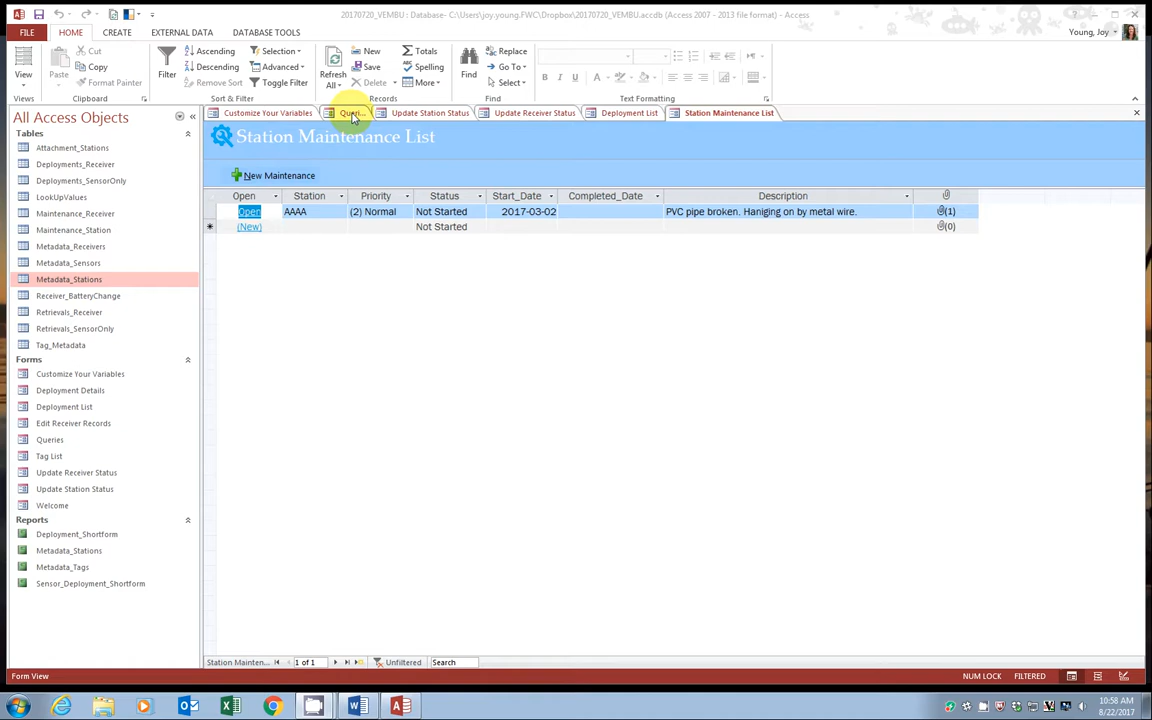 20170720_VEMBU : Database- C:\Users\joy.young.FWC\Dropbox\20170720_VEMBU.accdb (Access 2007 - 2013 file format) - Access
FILE HOME CREATE EXTERNAL DATA DATABASE TOOLS Young, Joy
View
Views
Paste
Cut
Copy
Format Painter
Clipboard
Filter
Ascending
Descending
Remove Sort
Selection
Advanced
Toggle Filter
Sort & Filter
Refresh
All
New
Save
Delete
Totals
Spelling
More
Records
Find
Replace
Go To
Select
Find
B I U A
Text Formatting
All Access Objects
Tables
Attachment_Stations
Deployments_Receiver
Deployments_SensorOnly
LookUpValues
Maintenance_Receiver
Maintenance_Station
Metadata_Receivers
Metadata_Sensors
Metadata_Stations
Receiver_BatteryChange
Retrievals_Receiver
Retrievals_SensorOnly
Tag_Metadata
Forms
Customize Your Variables
Deployment Details
Deployment List
Edit Receiver Records
Queries
Tag List
Update Receiver Status
Update Station Status
Welcome
Reports
Deployment_Shortform
Metadata_Stations
Metadata_Tags
Sensor_Deployment_Shortform
Customize Your Variables Queri... Update Station Status Update Receiver Status Deployment List Station Maintenance List
Station Maintenance List
New Maintenance
Open Station Priority Status Start_Date Completed_Date Description
Open AAAA (2) Normal Not Started 2017-03-02 PVC pipe broken. Haniging on by metal wire. (1)
(New) Not Started (0)
Station Mainten... 1 of 1 Unfiltered Search
Form View NUM LOCK FILTERED
10:58 AM
8/22/2017